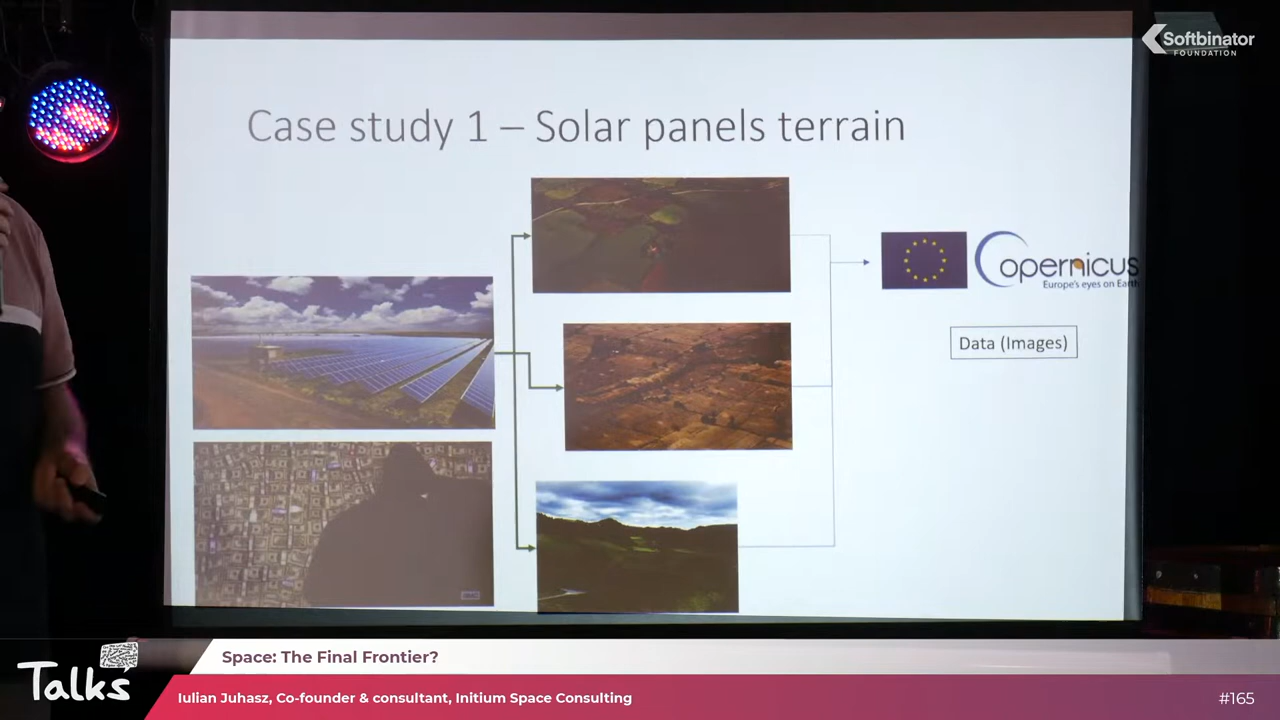 Softbinator
FOUNDATION
Case study 1 – Solar panels terrain
Copernicus
Europe's eyes on Earth
Data (Images)
Talks
Space: The Final Frontier?
Iulian Juhasz, Co-founder & consultant, Initium Space Consulting
#165